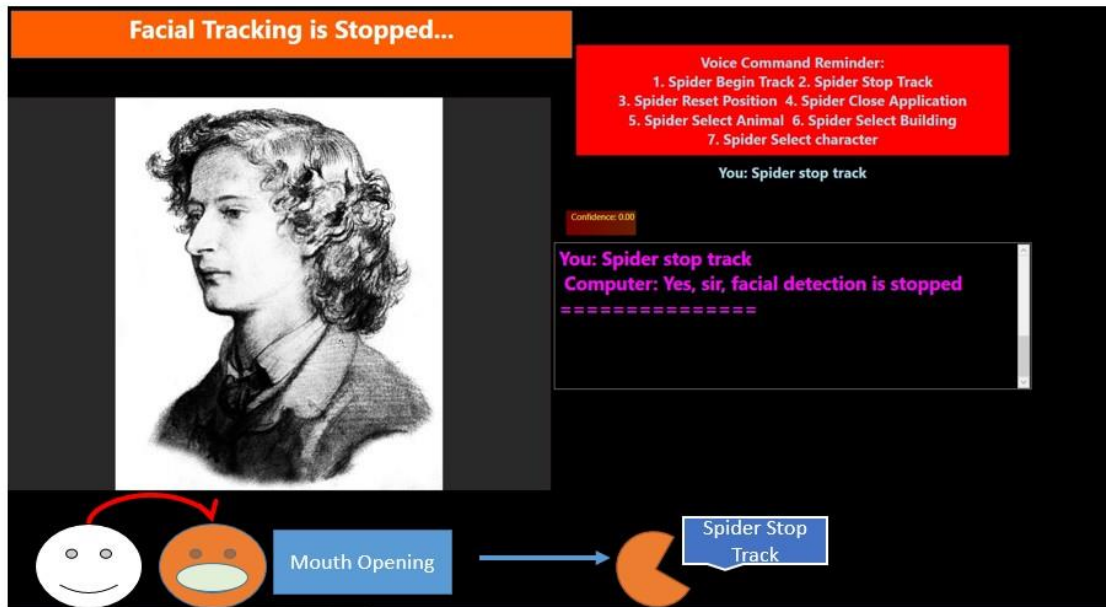 Facial Tracking is Stopped...
Voice Command Reminder:
1. Spider Begin Track 2. Spider Stop Track
3. Spider Reset Position 4. Spider Close Application
5. Spider Select Animal 6. Spider Select Building
7. Spider Select character
You: Spider stop track
Confidence: 0.00
You: Spider stop track
Computer: Yes, sir, facial detection is stopped
===============
Mouth Opening
Spider Stop
Track